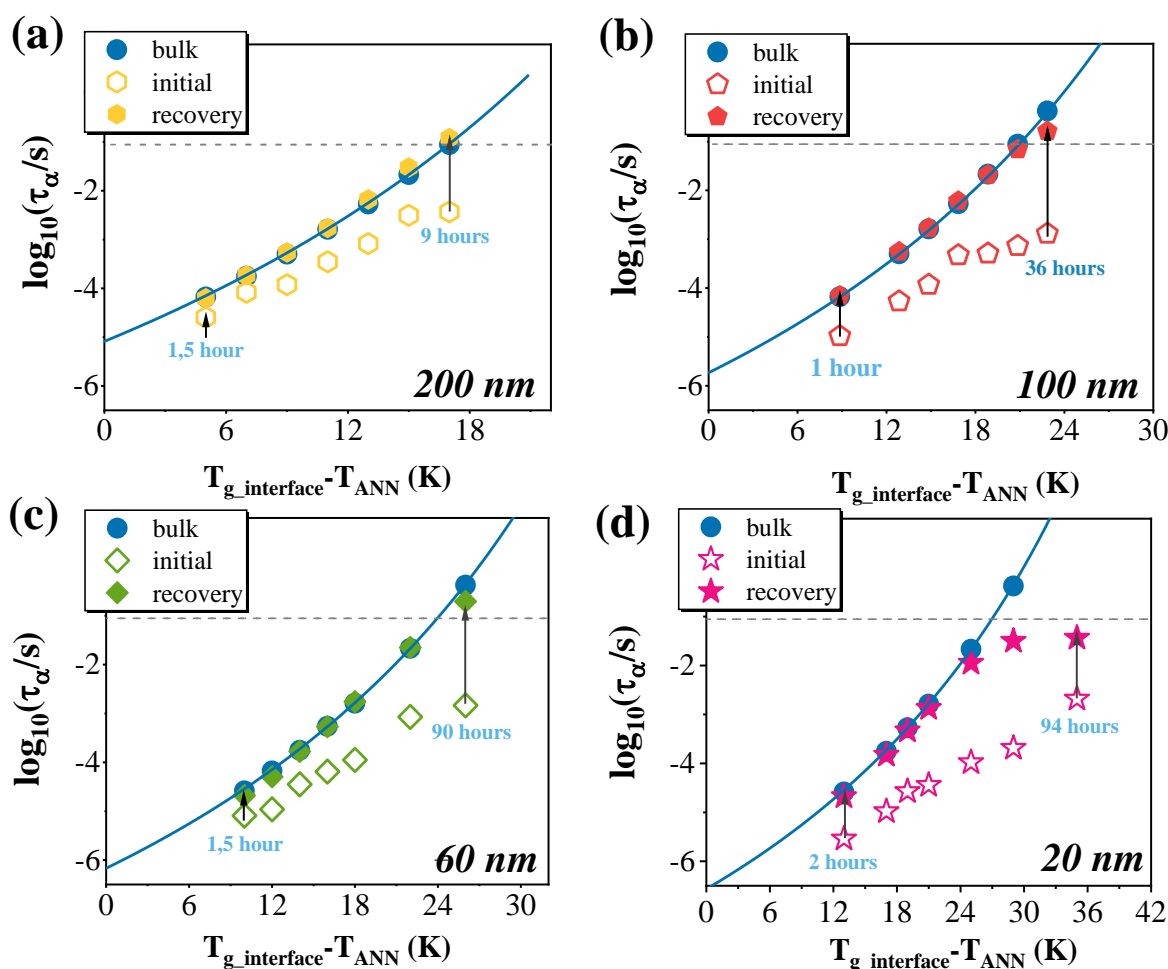 (a)
bulk
initial
recovery
log10(τα/s)
-2
-4
-6
9 hours
1,5 hour
200 nm
0 6 12 18
Tg_interface-TANN (K)
(b)
bulk
initial
recovery
log10(τα/s)
-2
-4
-6
36 hours
1 hour
100 nm
0 6 12 18 24 30
Tg_interface-TANN (K)
(c)
bulk
initial
recovery
log10(τα/s)
-2
-4
-6
90 hours
1,5 hour
60 nm
0 6 12 18 24 30
Tg_interface-TANN (K)
(d)
bulk
initial
recovery
log10(τα/s)
-2
-4
-6
94 hours
2 hours
20 nm
0 6 12 18 24 30 36 42
Tg_interface-TANN (K)